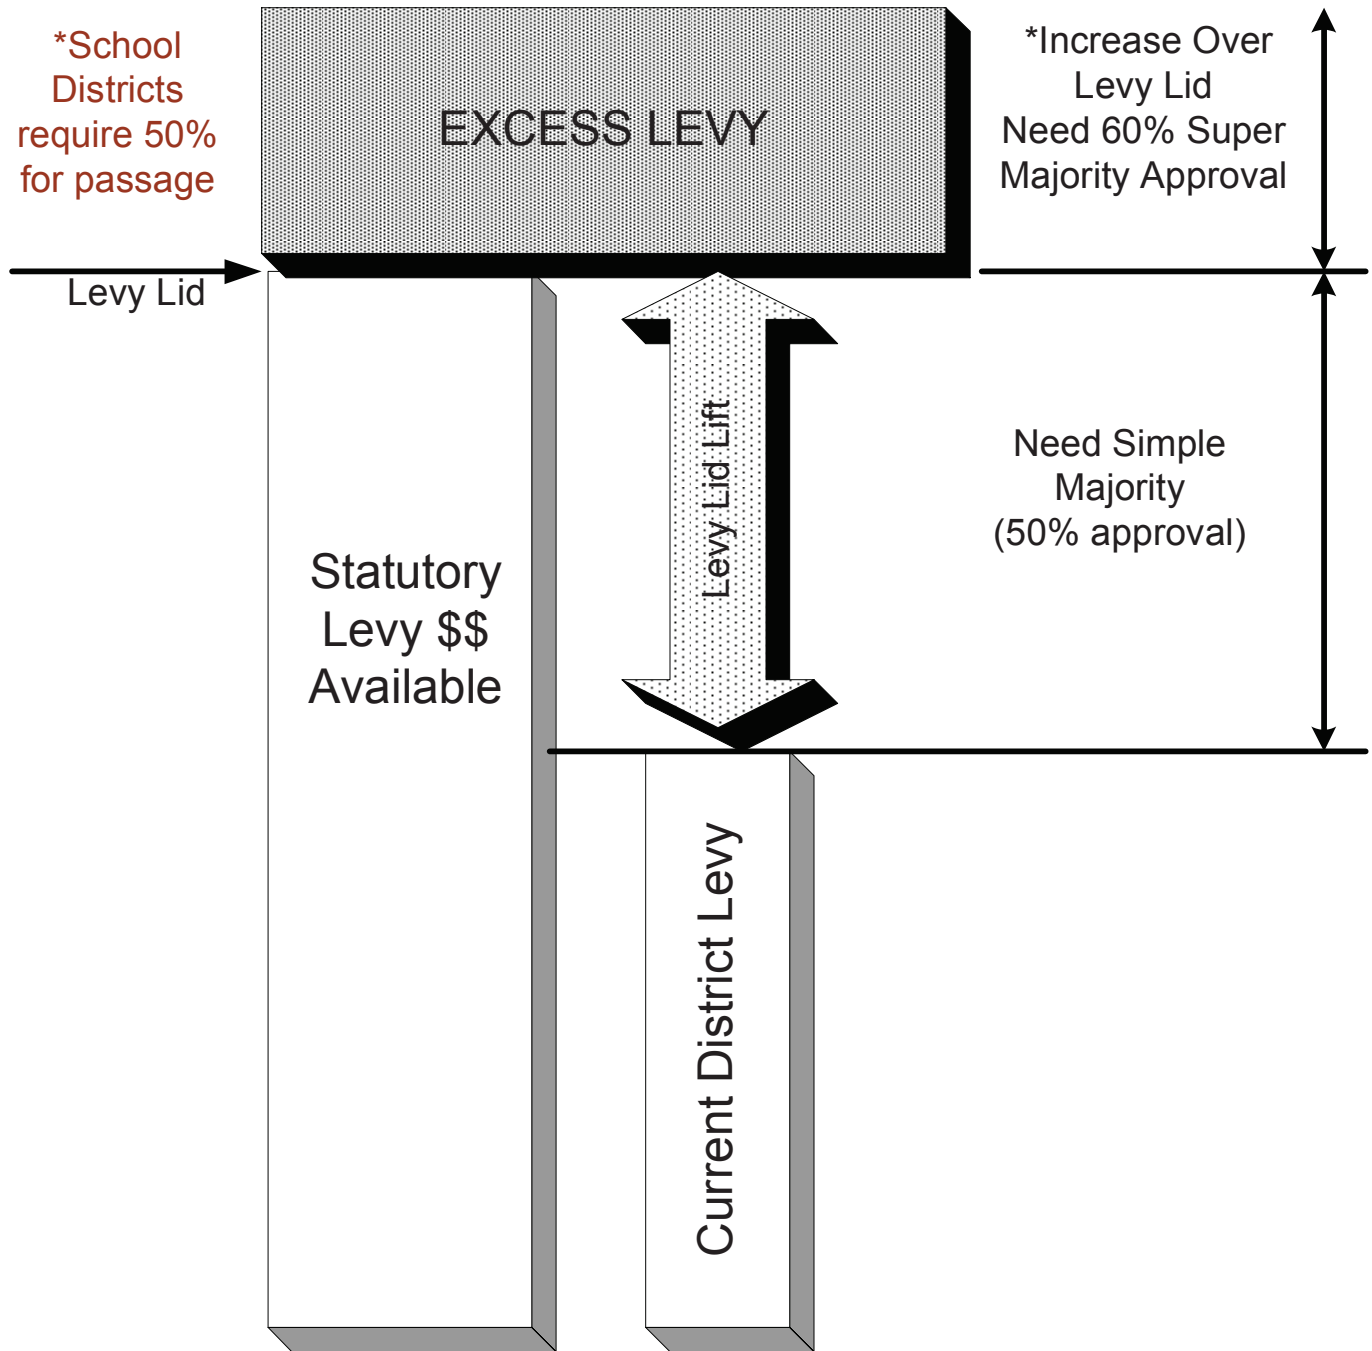 *School
Districts
require 50%
for passage
EXCESS LEVY
*Increase Over
Levy Lid
Need 60% Super
Majority Approval
Levy Lid
Levy Lid Lift
Need Simple
Majority
(50% approval)
Statutory
Levy $$
Available
Current District Levy